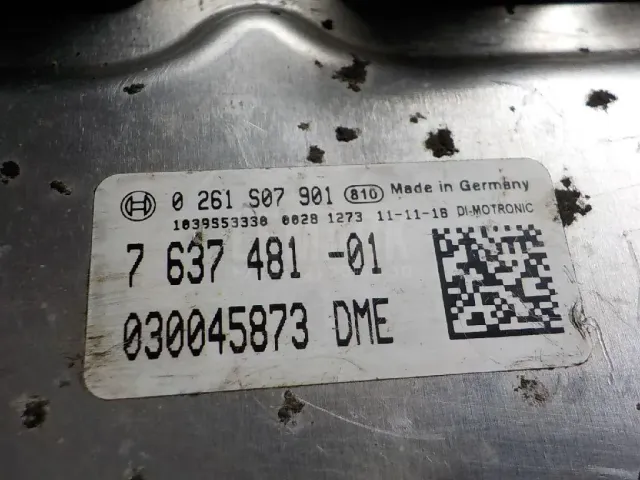 0 261 S07 901 810 Made in Germany
1039S53330 0028 1273 11-11-16 DI-MOTRONIC
7 637 481 -01
030045873 DME